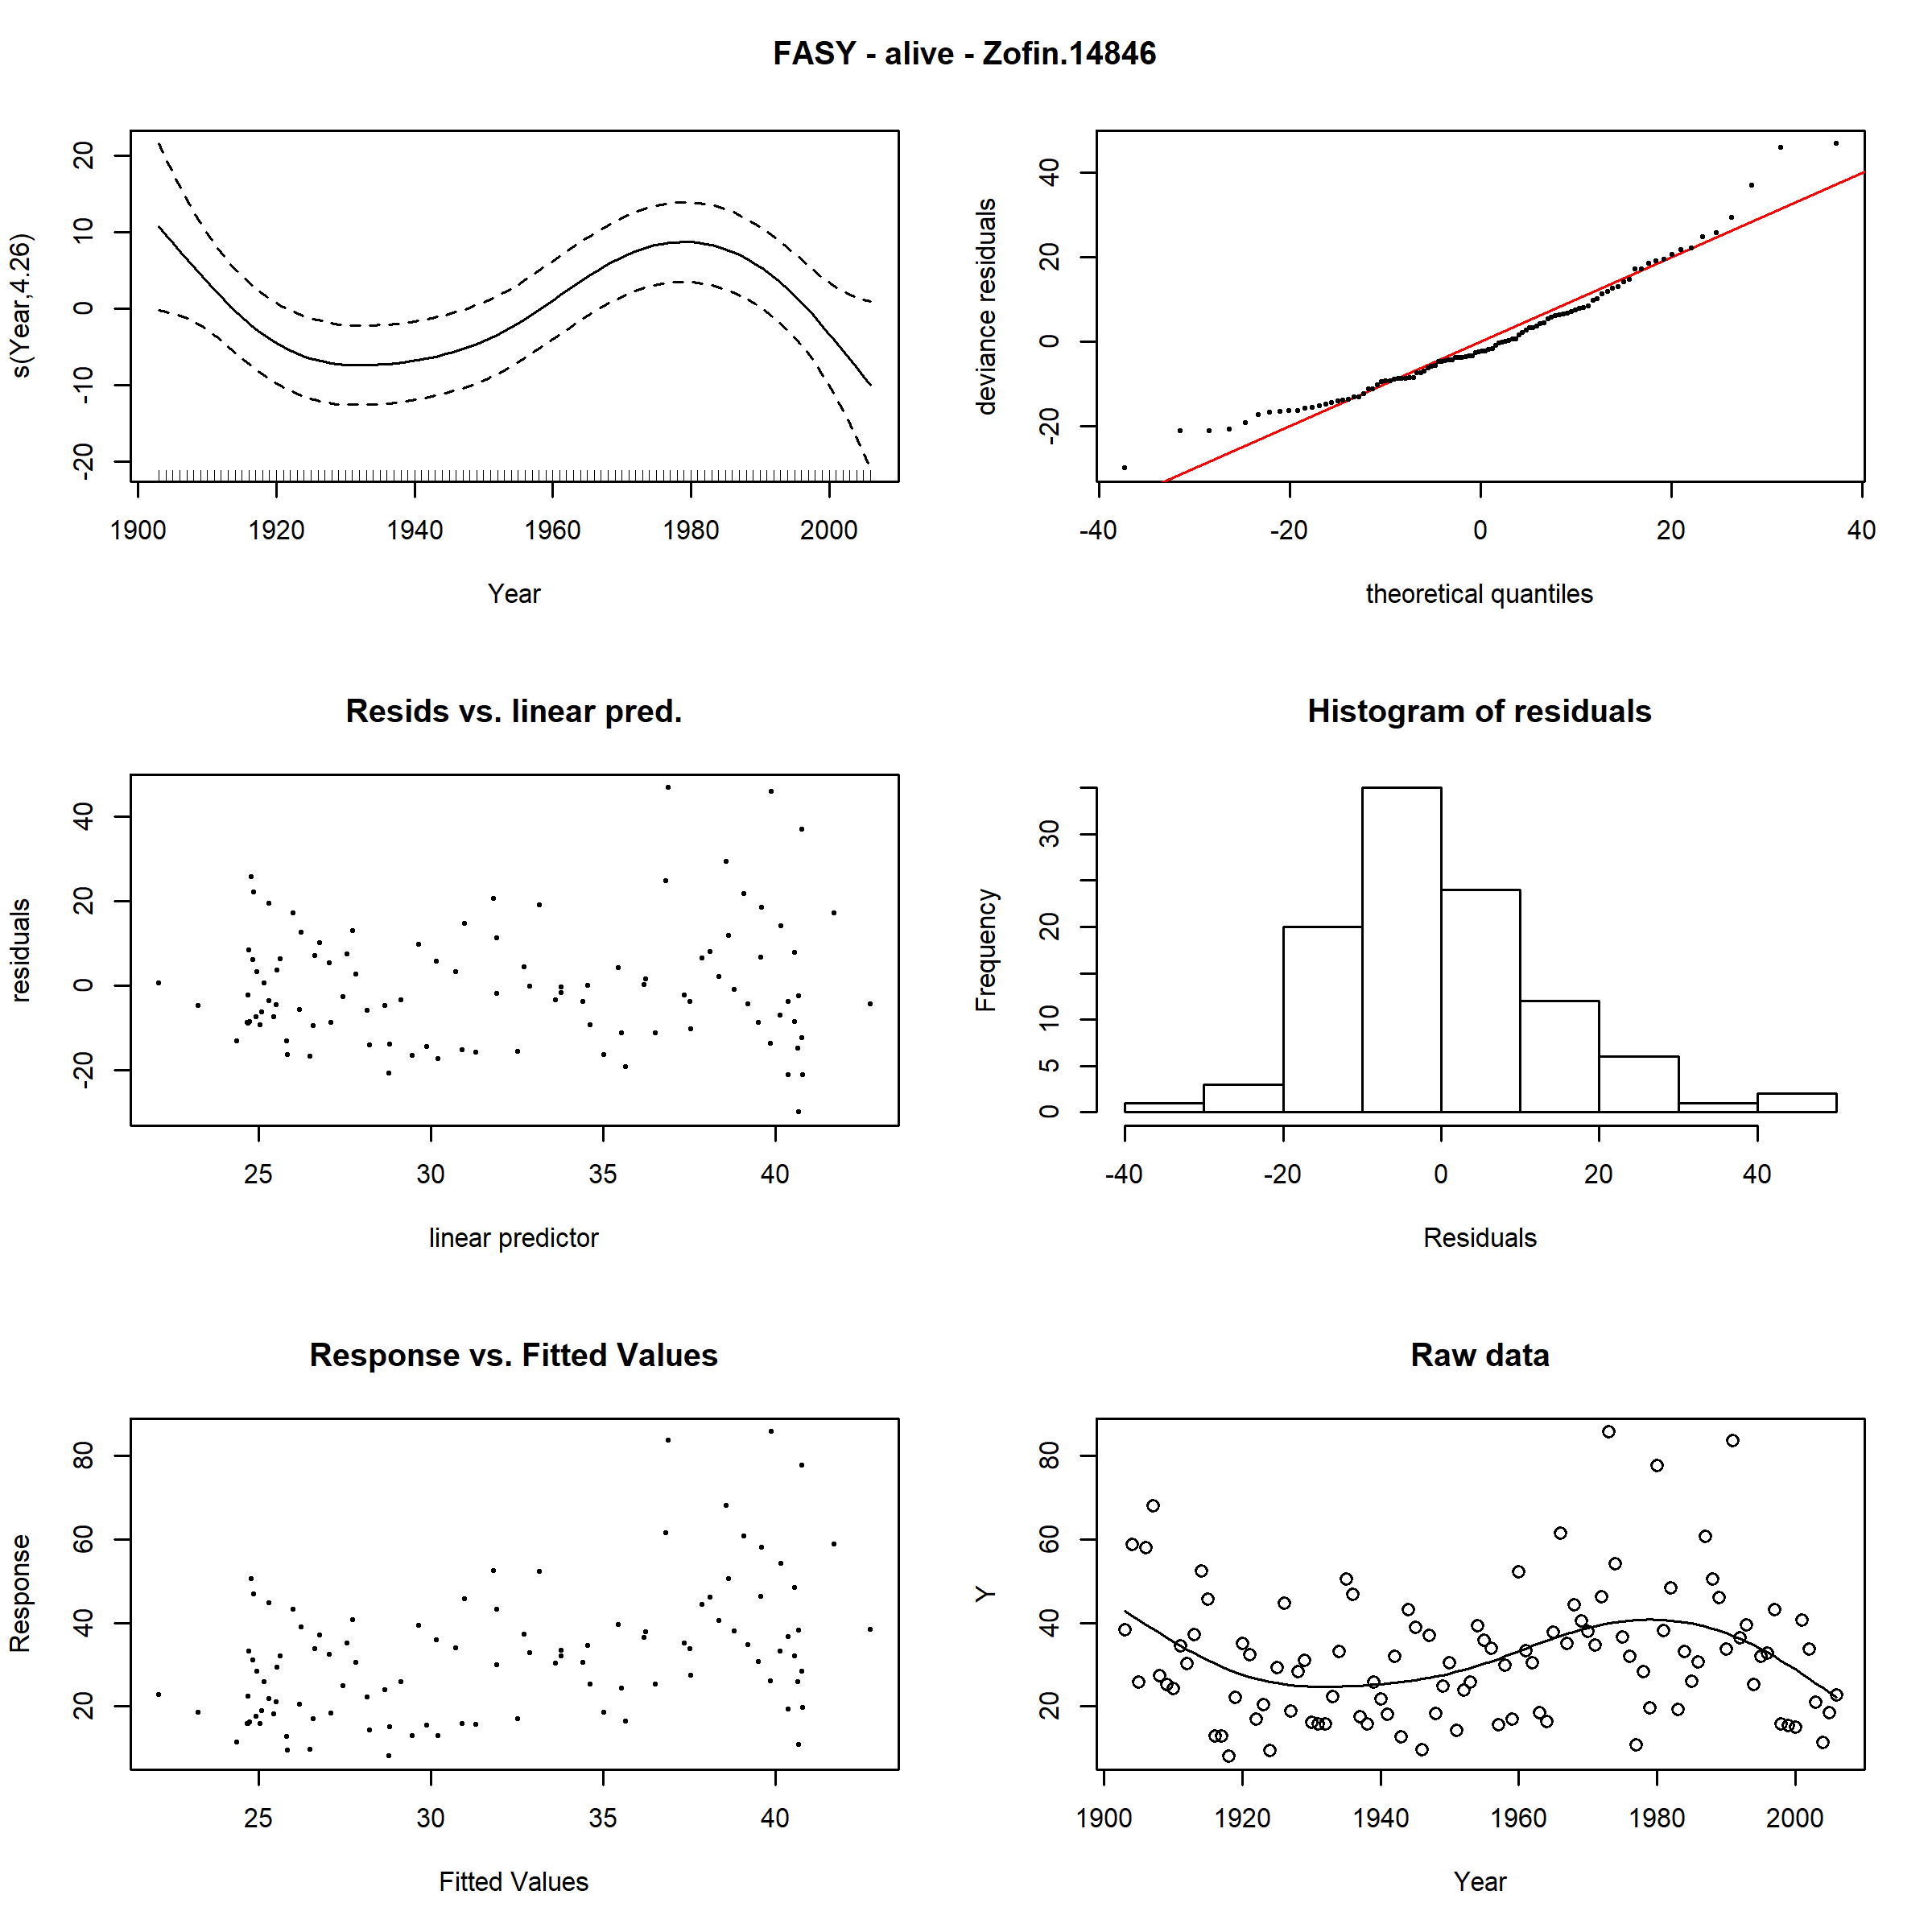 FASY - alive - Zofin.14846
s(Year,4.26)
20
10
0
-10
-20
1900 1920 1940 1960 1980 2000
Year
deviance residuals
40
20
0
-20
-40 -20 0 20 40
theoretical quantiles
Resids vs. linear pred.
residuals
40
20
0
-20
25 30 35 40
linear predictor
Histogram of residuals
Frequency
30
20
10
5
0
-40 -20 0 20 40
Residuals
Response vs. Fitted Values
Response
80
60
40
20
25 30 35 40
Fitted Values
Raw data
Y
80
60
40
20
1900 1920 1940 1960 1980 2000
Year